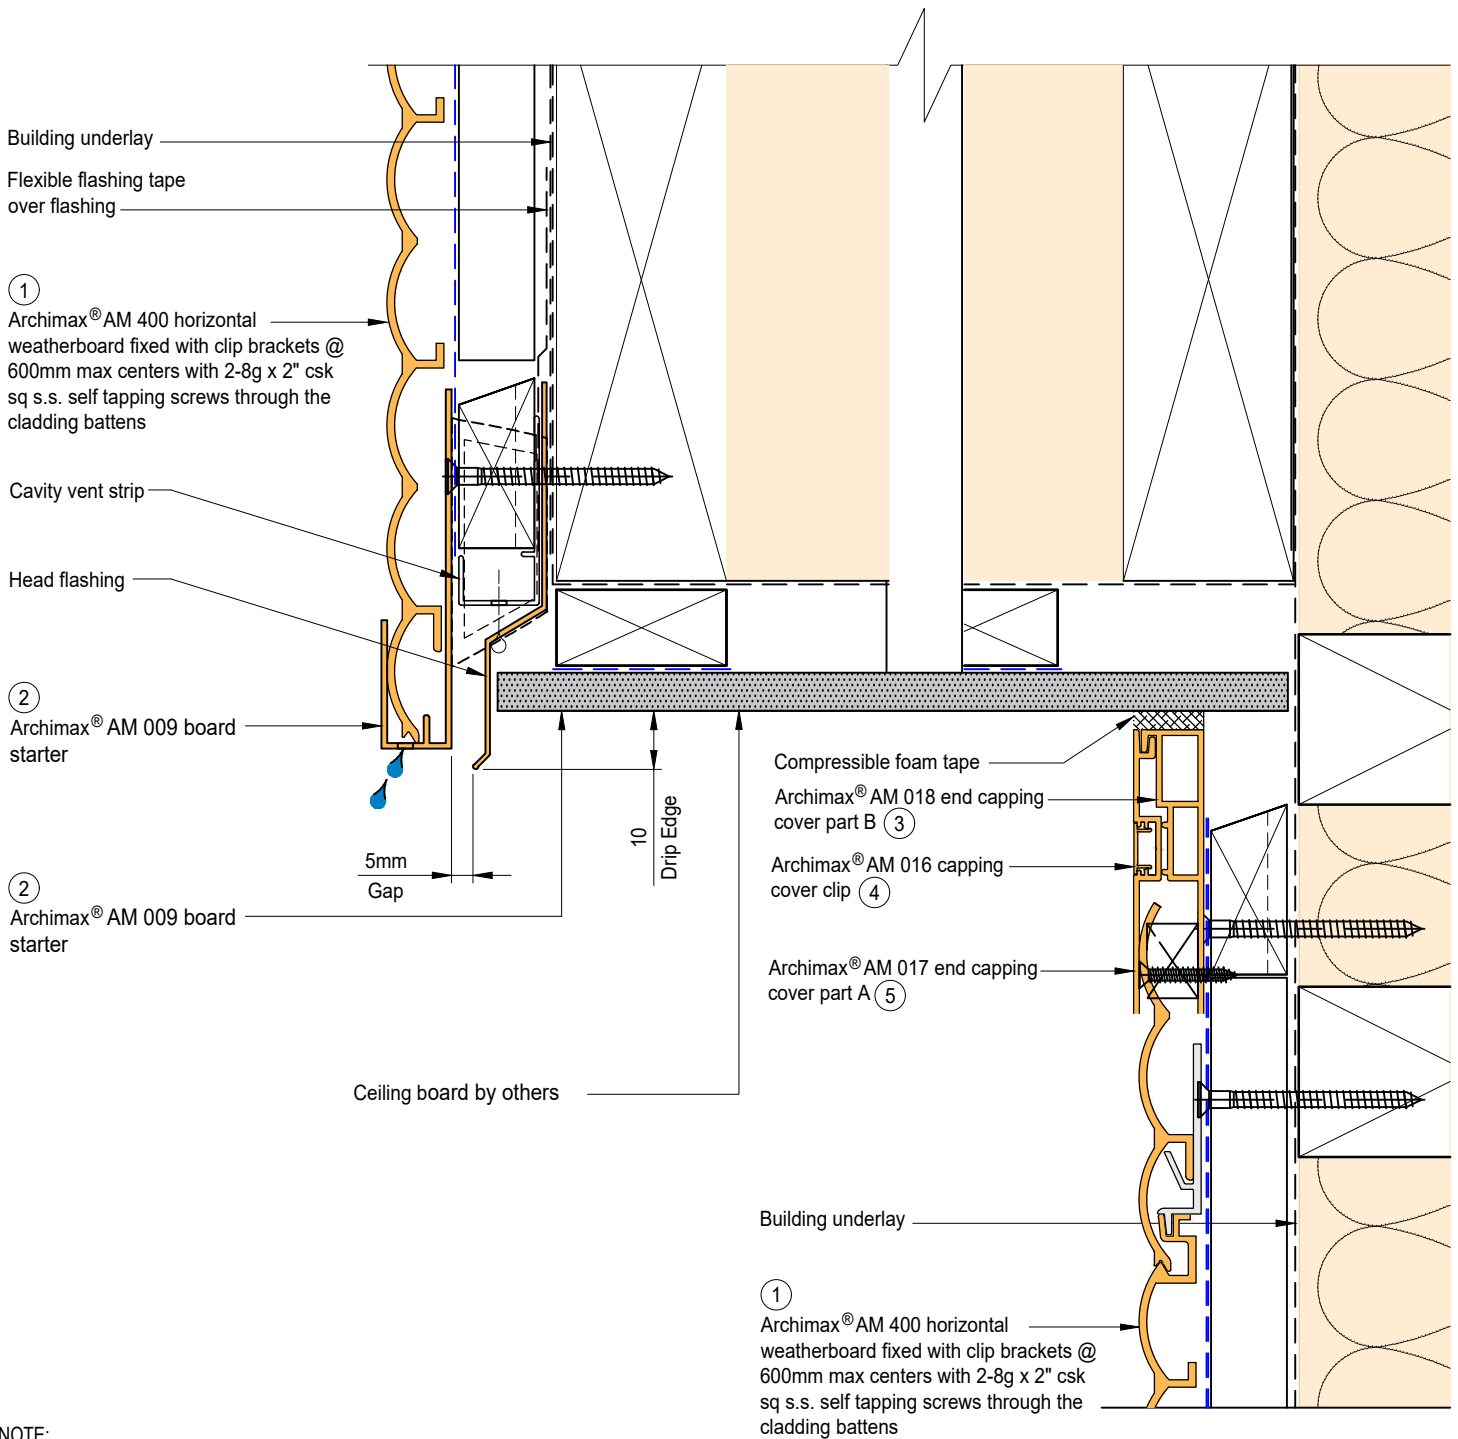 Building underlay
Flexible flashing tape
over flashing
1
Archimax® AM 400 horizontal
weatherboard fixed with clip brackets @
600mm max centers with 2-8g x 2" csk
sq s.s. self tapping screws through the
cladding battens
Cavity vent strip
Head flashing
2
Archimax® AM 009 board
starter
5mm
Gap
10
Drip Edge
2
Archimax® AM 009 board
starter
Ceiling board by others
Compressible foam tape
Archimax® AM 018 end capping
cover part B 3
Archimax® AM 016 capping
cover clip 4
Archimax® AM 017 end capping
cover part A 5
Building underlay
1
Archimax® AM 400 horizontal
weatherboard fixed with clip brackets @
600mm max centers with 2-8g x 2" csk
sq s.s. self tapping screws through the
cladding battens
NOTE: